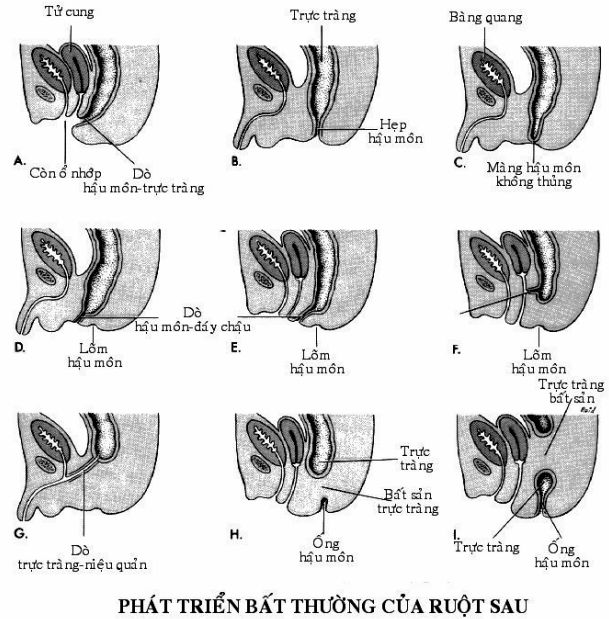 Tử cung
Trực tràng
Bàng quang
A.
Còn ổ nhớp
Dò
hậu môn-trực tràng
B.
Hẹp
hậu môn
C.
Màng hậu môn
không thủng
D.
Lõm
hậu môn
Dò
hậu môn-đáy chậu
E.
Lõm
hậu môn
F.
Lõm
hậu môn
G.
Dò
trực tràng-niệu quản
H.
Trực
tràng
Bất sản
trực tràng
Ống
hậu môn
Trực tràng
bất sản
I.
Trực tràng
Ống
hậu môn
PHÁT TRIỂN BẤT THƯỜNG CỦA RUỘT SAU